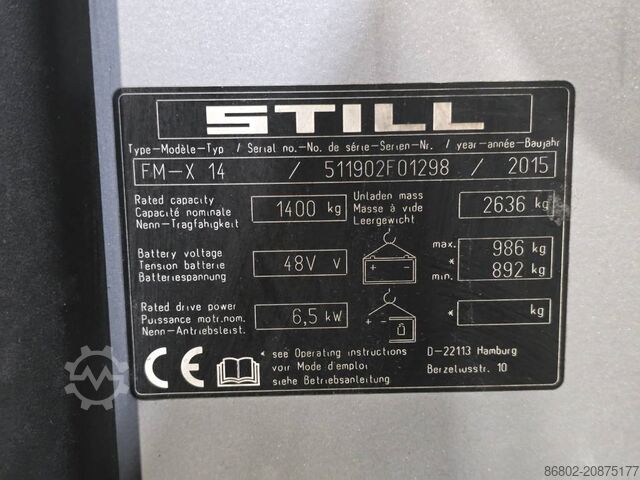 STILL
Type-Modèle-Typ / Serial no.-No. de série-Serien-Nr. / year-année-Baujahr
FM-X 14 / 511902F01298 / 2015
Rated capacity
Capacité nominale
Nenn-Tragfähigkeit
1400 kg
Unladen mass
Masse à vide
Leergewicht
2636 kg
Battery voltage
Tension batterie
Batteriespannung
48V v
+ -
max. 986 kg
*
min. 892 kg
Rated drive power
Puissance motr.nom.
Nenn-Antriebsleist.
6,5 kW
+ -
* kg
CE
* see Operating instructions
voir Mode d'emploi
siehe Betriebsanleitung
D-22113 Hamburg
Berzeliusstr. 10
86802-20875177